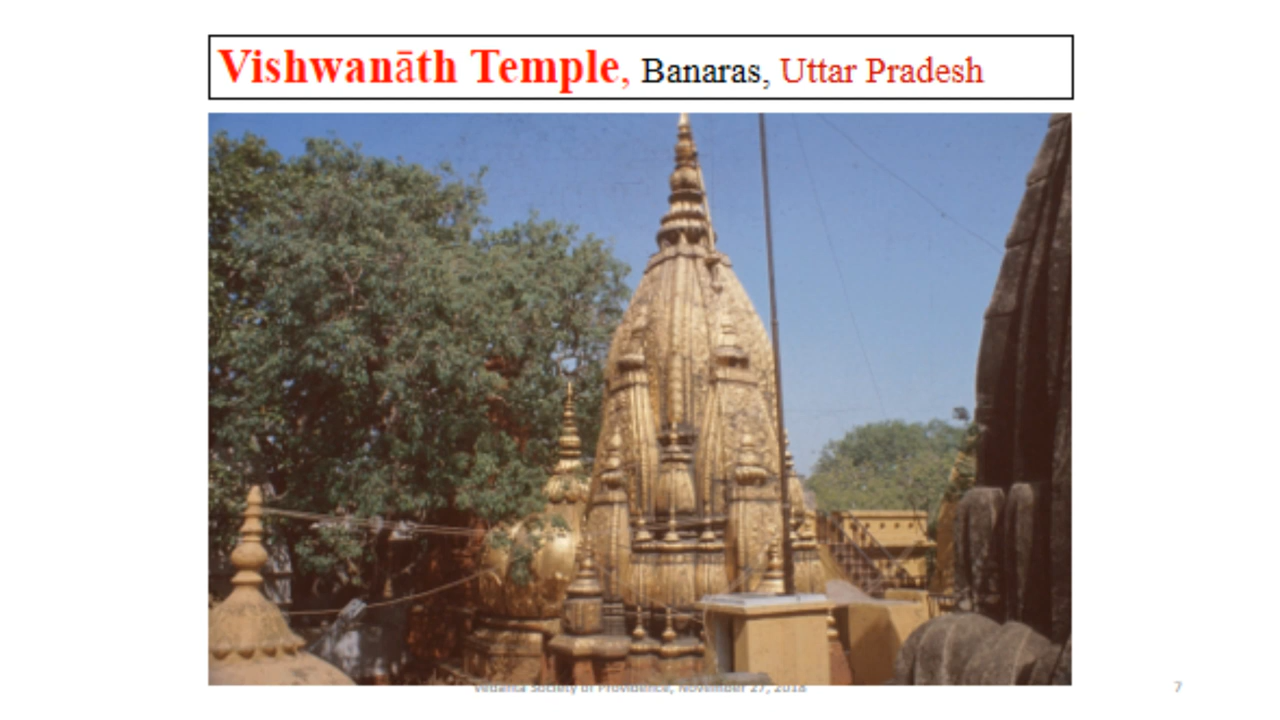 Vishwanāth Temple, Banaras, Uttar Pradesh
Vedanta Society of Providence, November 27, 2018
7